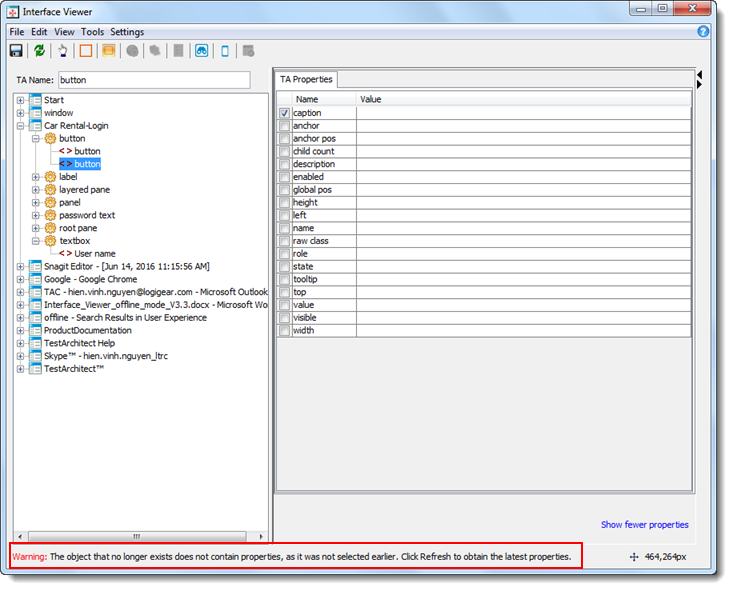 Interface Viewer
File Edit View Tools Settings
TA Name: button
Start
window
Car Rental-Login
button
< > button
< > button
label
layered pane
panel
password text
root pane
textbox
< > User name
Snagit Editor - [Jun 14, 2016 11:15:56 AM]
Google - Google Chrome
TAC - hien.vinh.nguyen@logigear.com - Microsoft Outlook
Interface_Viewer_offline_mode_V3.3.docx - Microsoft Wo
offline - Search Results in User Experience
ProductDocumentation
TestArchitect Help
Skype™ - hien.vinh.nguyen_ltrc
TestArchitect™
TA Properties
Name Value
caption
anchor
anchor pos
child count
description
enabled
global pos
height
left
name
raw class
role
state
tooltip
top
value
visible
width
Show fewer properties
Warning: The object that no longer exists does not contain properties, as it was not selected earlier. Click Refresh to obtain the latest properties.
464,264px